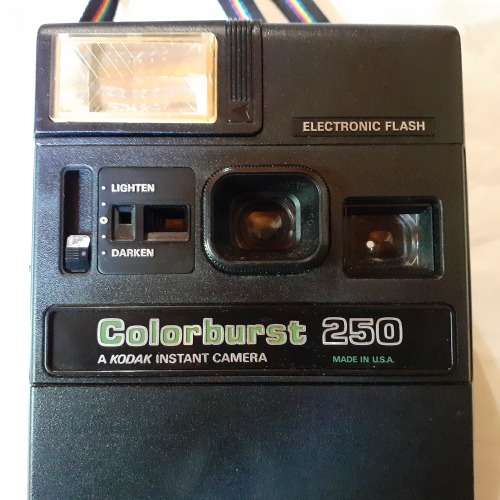 ELECTRONIC FLASH
LIGHTEN
DARKEN
Colorburst 250
A KODAK INSTANT CAMERA
MADE IN U.S.A.